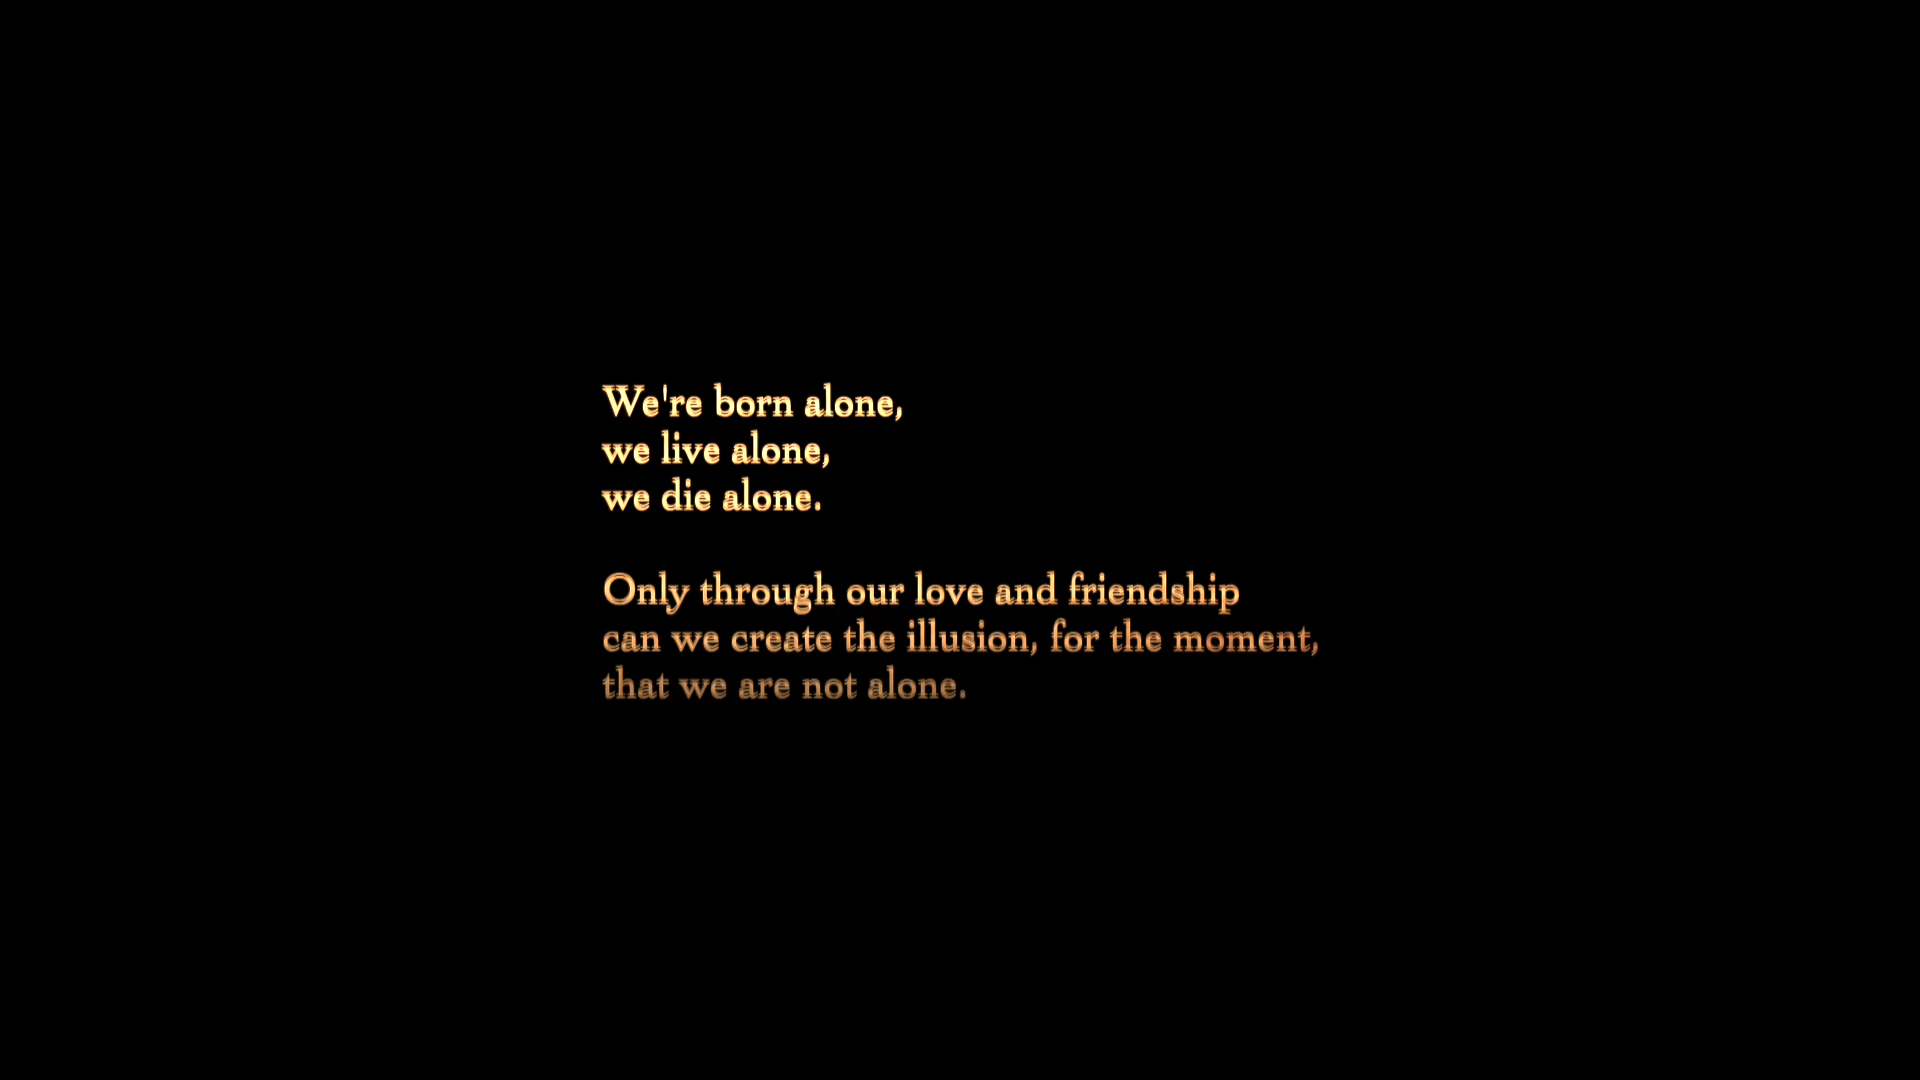 We're born alone,
we live alone,
we die alone.
Only through our love and friendship
can we create the illusion, for the moment,
that we are not alone.